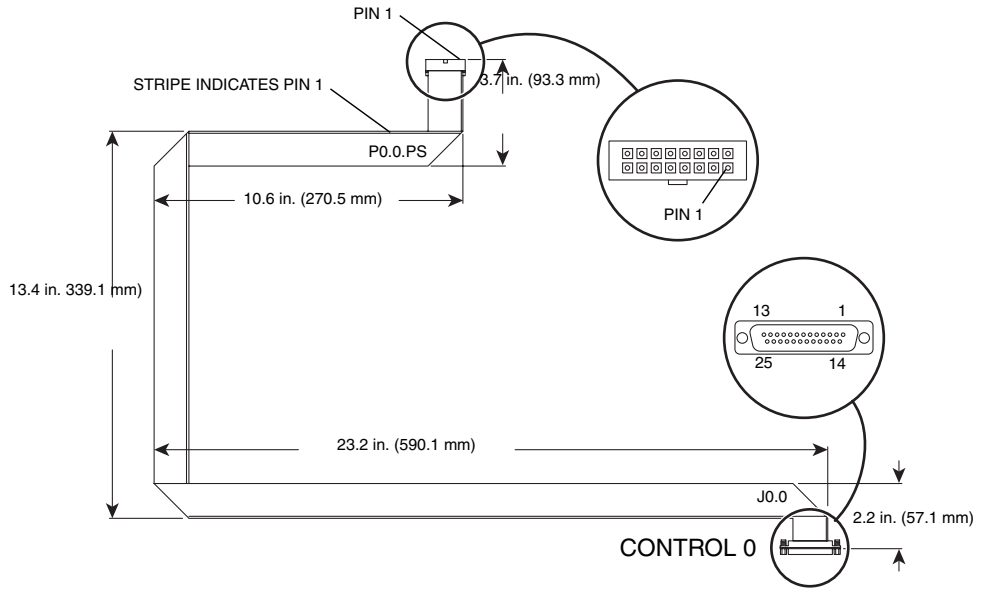 PIN 1
3.7 in. (93.3 mm)
STRIPE INDICATES PIN 1
P0.0.PS
10.6 in. (270.5 mm)
PIN 1
13.4 in. 339.1 mm)
13 1
25 14
23.2 in. (590.1 mm)
J0.0
2.2 in. (57.1 mm)
CONTROL 0